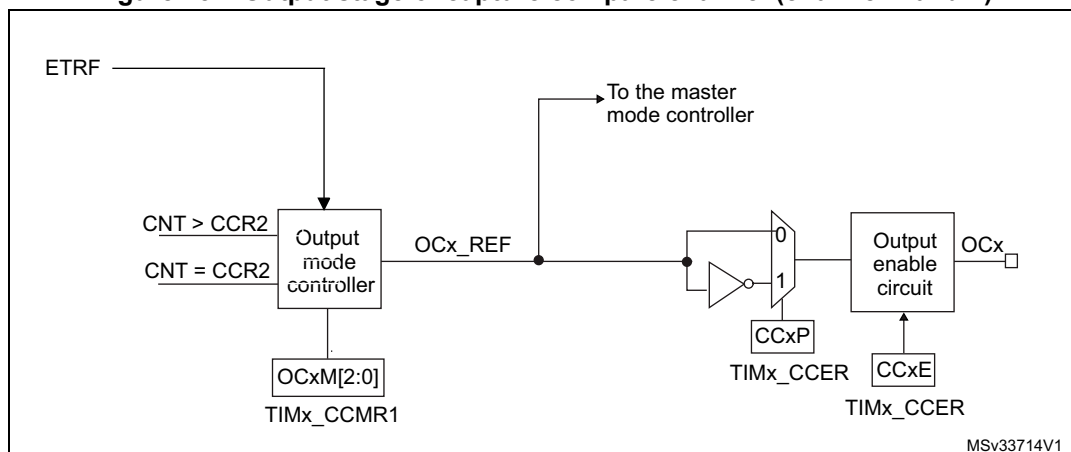 ETRF
To the master
mode controller
CNT > CCR2
CNT = CCR2
Output
mode
controller
OCx_REF
0
1
Output
enable
circuit
OCx
CCxP
TIMx_CCER
CCxE
TIMx_CCER
OCxM[2:0]
TIMx_CCMR1
MSv33714V1